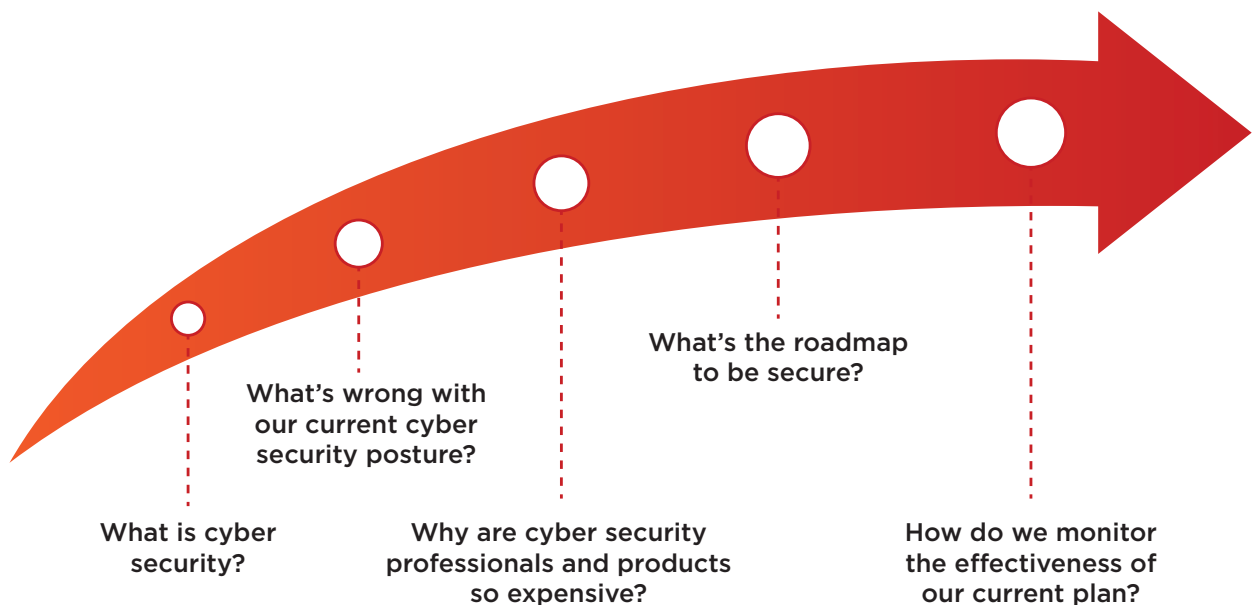 What is cyber
security?
What’s wrong with
our current cyber
security posture?
Why are cyber security
professionals and products
so expensive?
What’s the roadmap
to be secure?
How do we monitor
the effectiveness of
our current plan?